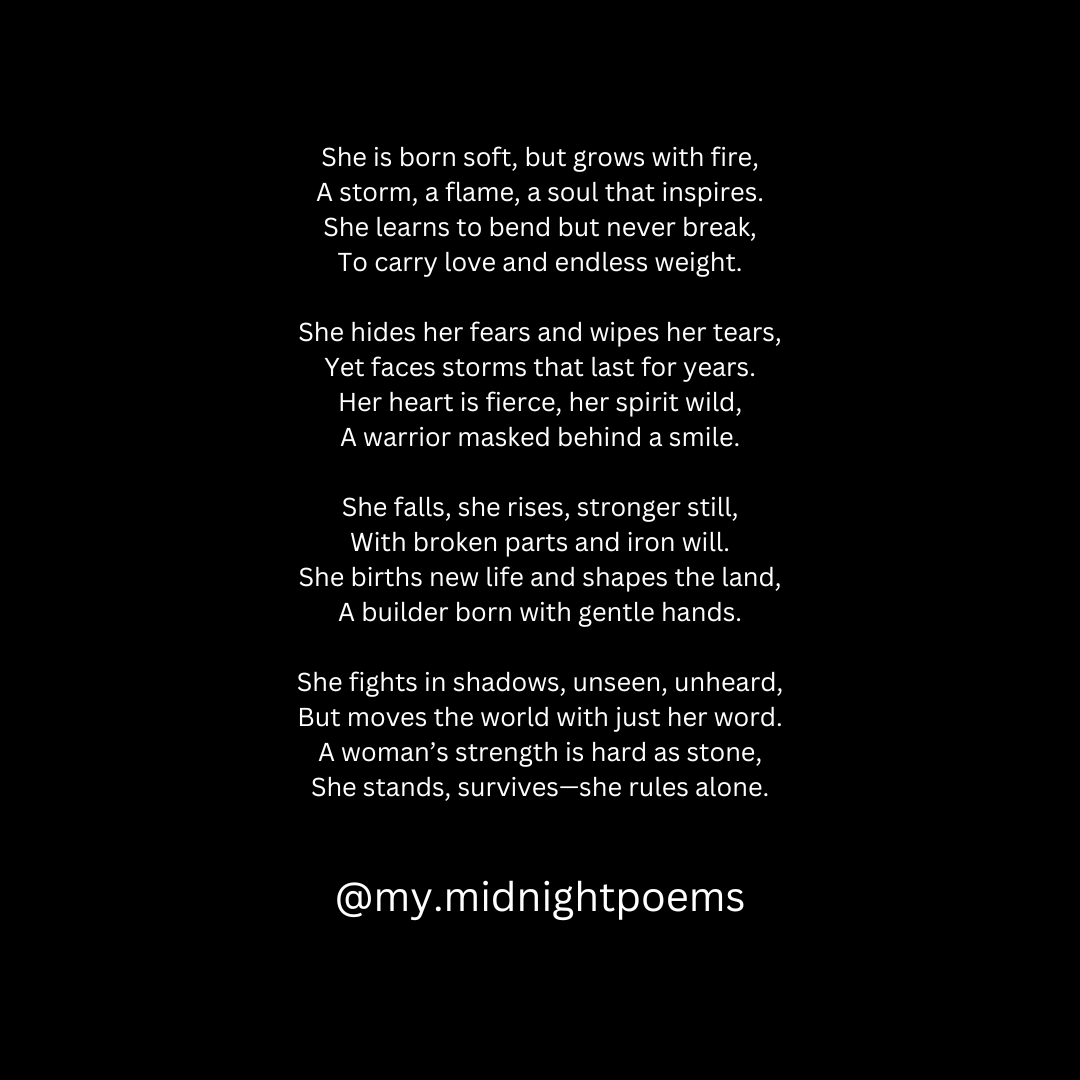 She is born soft, but grows with fire,
A storm, a flame, a soul that inspires.
She learns to bend but never break,
To carry love and endless weight.
She hides her fears and wipes her tears,
Yet faces storms that last for years.
Her heart is fierce, her spirit wild,
A warrior masked behind a smile.
She falls, she rises, stronger still,
With broken parts and iron will.
She births new life and shapes the land,
A builder born with gentle hands.
She fights in shadows, unseen, unheard,
But moves the world with just her word.
A woman’s strength is hard as stone,
She stands, survives—she rules alone.
@my.midnightpoems